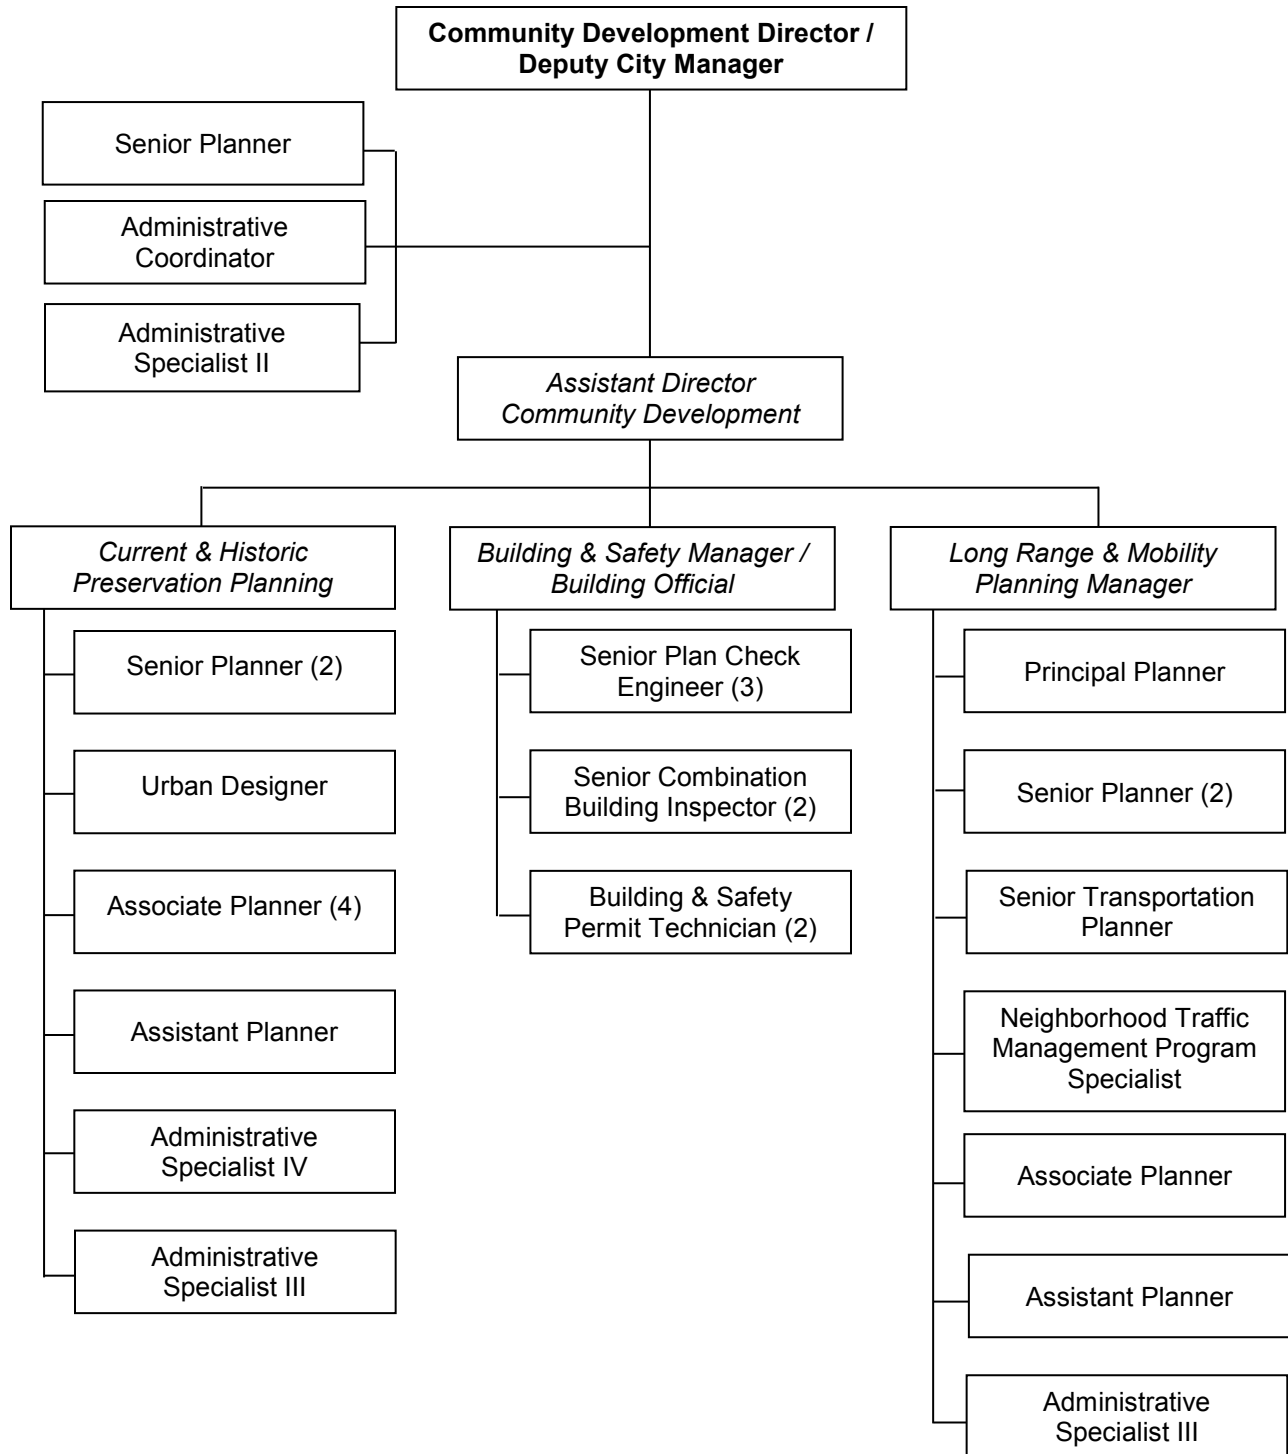 Community Development Director /
Deputy City Manager
Senior Planner
Administrative
Coordinator
Administrative
Specialist II
Assistant Director
Community Development
Current & Historic
Preservation Planning
Senior Planner (2)
Urban Designer
Associate Planner (4)
Assistant Planner
Administrative
Specialist IV
Administrative
Specialist III
Building & Safety Manager /
Building Official
Senior Plan Check
Engineer (3)
Senior Combination
Building Inspector (2)
Building & Safety
Permit Technician (2)
Long Range & Mobility
Planning Manager
Principal Planner
Senior Planner (2)
Senior Transportation
Planner
Neighborhood Traffic
Management Program
Specialist
Associate Planner
Assistant Planner
Administrative
Specialist III